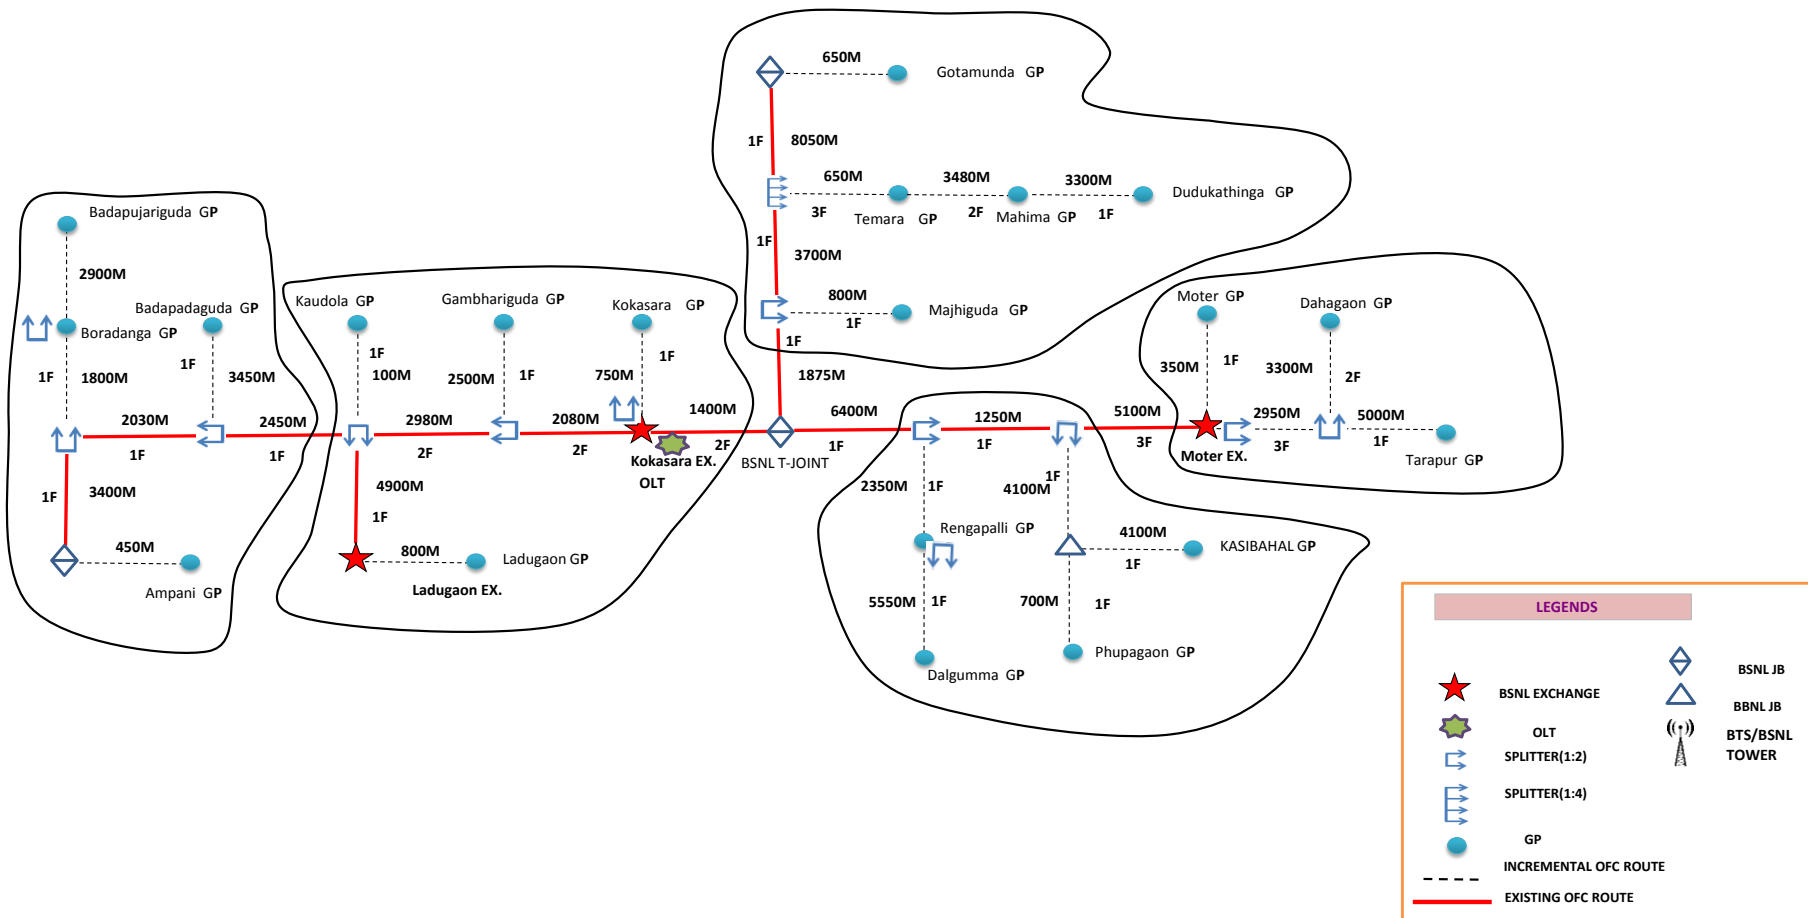 650M
Gotamunda GP
1F
8050M
650M
3480M
3300M
Dudukathinga GP
3F
Temara GP
2F
Mahima GP
1F
1F
3700M
800M
Majhiguda GP
1F
1F
1875M
Badapujariguda GP
2900M
Badapadaguda GP
Boradanga GP
1F
1F
1800M
3450M
2030M
2450M
1F
1F
1F
3400M
450M
Ampani GP
Kaudola GP
Gambhariguda GP
Kokasara GP
1F
100M
2500M
1F
750M
1F
2980M
2080M
1400M
2F
2F
2F
Kokasara EX.
OLT
BSNL T-JOINT
4900M
1F
800M
Ladugaon GP
Ladugaon EX.
6400M
1250M
5100M
1F
1F
3F
2350M
1F
1F
4100M
Rengapalli GP
4100M
KASIBAHAL GP
1F
5550M
1F
700M
1F
Dalgumma GP
Phupagaon GP
Moter GP
Dahagaon GP
350M
1F
3300M
2F
2950M
5000M
Moter EX.
3F
1F
Tarapur GP
LEGENDS
BSNL EXCHANGE
BSNL JB
OLT
BBNL JB
SPLITTER(1:2)
BTS/BSNL
TOWER
SPLITTER(1:4)
GP
INCREMENTAL OFC ROUTE
EXISTING OFC ROUTE